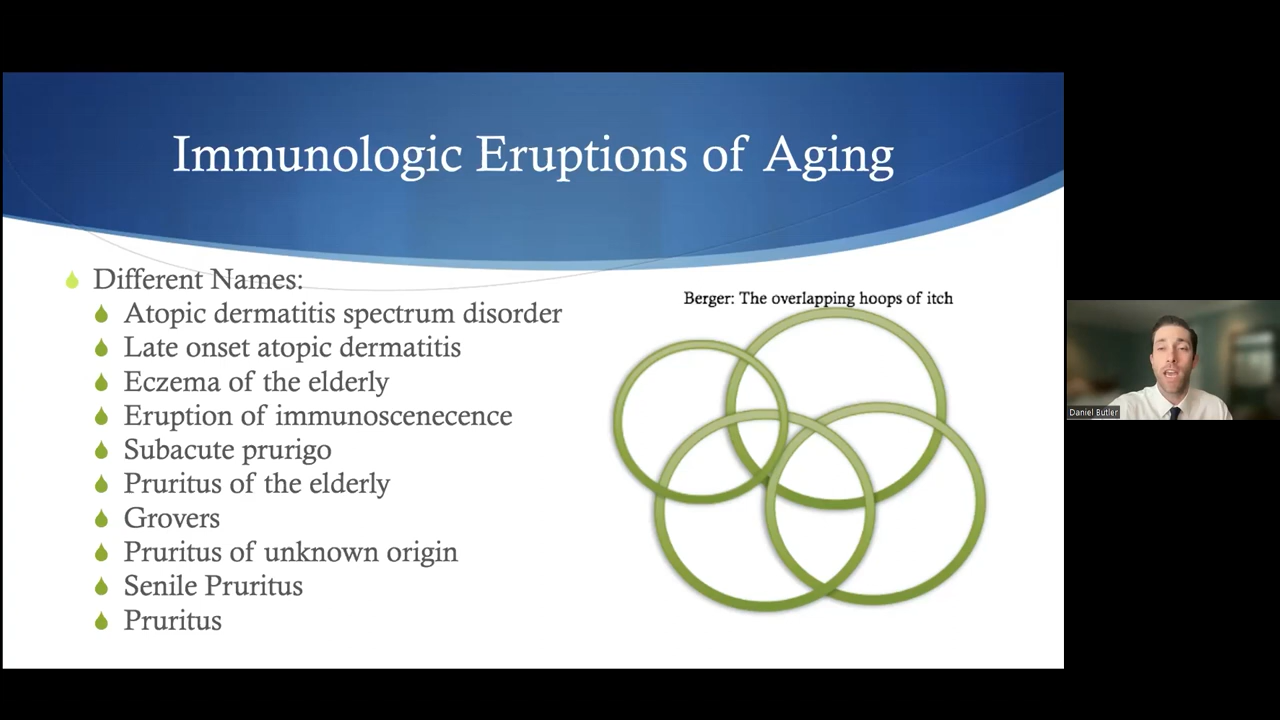 Immunologic Eruptions of Aging
Different Names:
Atopic dermatitis spectrum disorder
Late onset atopic dermatitis
Eczema of the elderly
Eruption of immunoscenecence
Subacute prurigo
Pruritus of the elderly
Grovers
Pruritus of unknown origin
Senile Pruritus
Pruritus
Berger: The overlapping hoops of itch
Daniel Butler